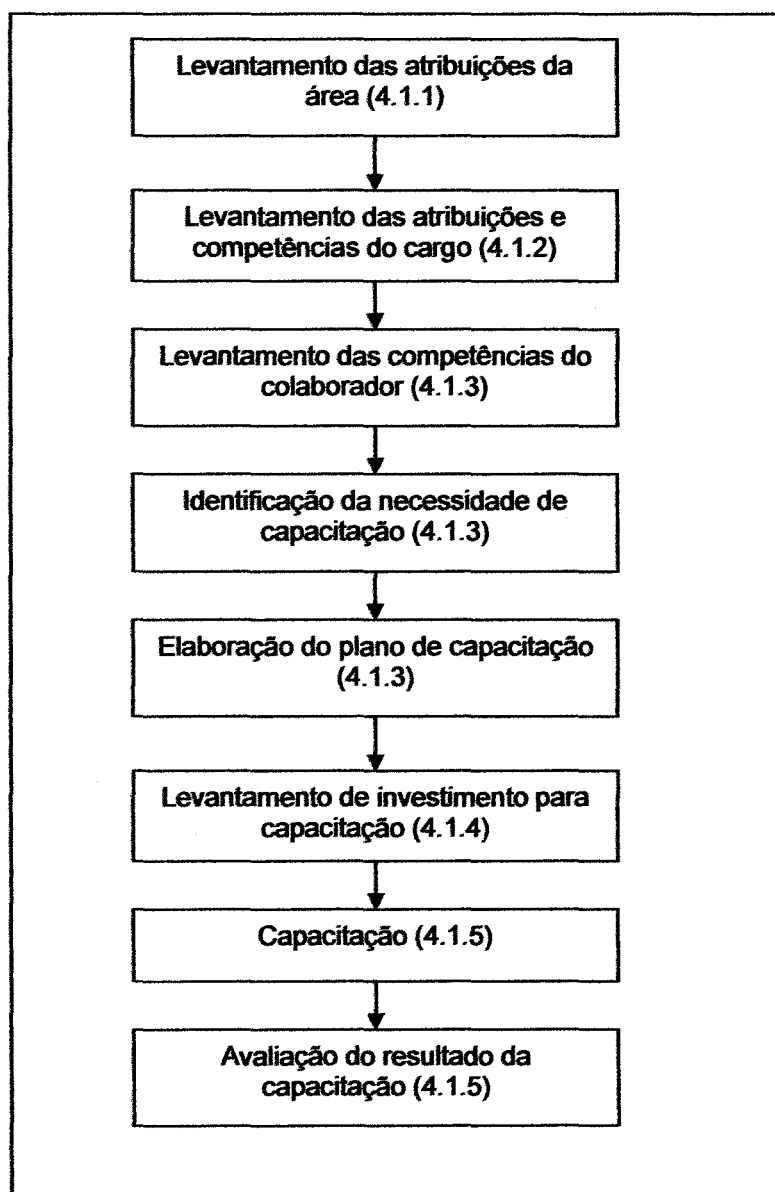 Levantamento das atribuições da
área (4.1.1)
Levantamento das atribuições e
competências do cargo (4.1.2)
Levantamento das competências do
colaborador (4.1.3)
Identificação da necessidade de
capacitação (4.1.3)
Elaboração do plano de capacitação
(4.1.3)
Levantamento de investimento para
capacitação (4.1.4)
Capacitação (4.1.5)
Avaliação do resultado da
capacitação (4.1.5)